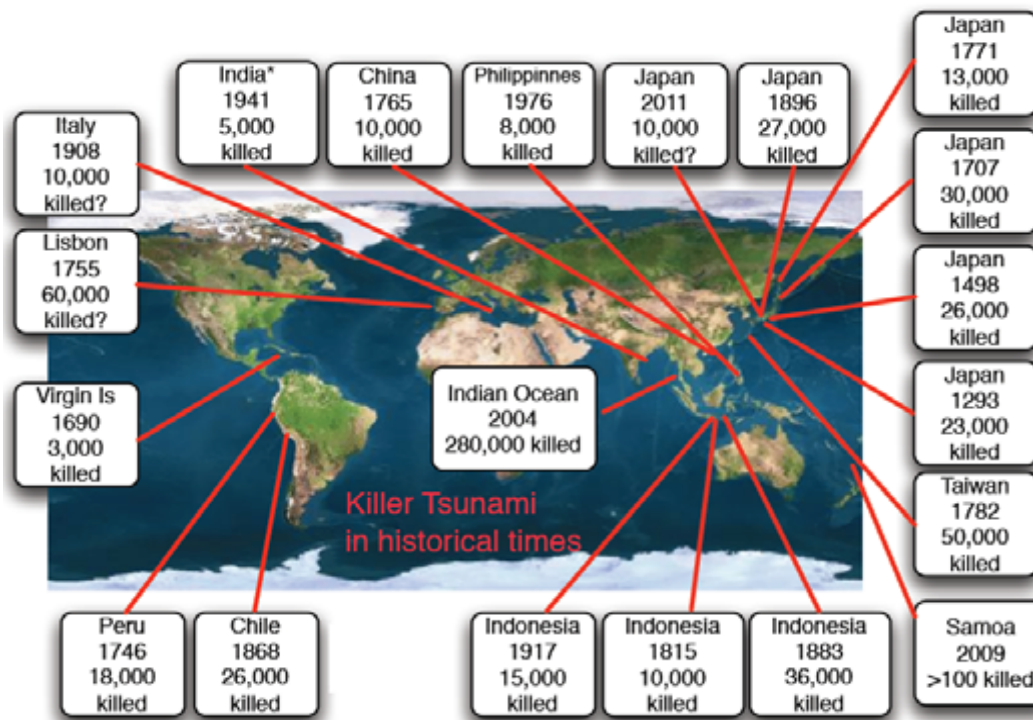 Japan
1771
13,000
killed
India*
1941
5,000
killed
China
1765
10,000
killed
Philippinnes
1976
8,000
killed
Japan
2011
10,000
killed?
Japan
1896
27,000
killed
Italy
1908
10,000
killed?
Japan
1707
30,000
killed
Lisbon
1755
60,000
killed?
Japan
1498
26,000
killed
Virgin Is
1690
3,000
killed
Indian Ocean
2004
280,000 killed
Japan
1293
23,000
killed
Killer Tsunami
in historical times
Taiwan
1782
50,000
killed
Peru
1746
18,000
killed
Chile
1868
26,000
killed
Indonesia
1917
15,000
killed
Indonesia
1815
10,000
killed
Indonesia
1883
36,000
killed
Samoa
2009
>100 killed